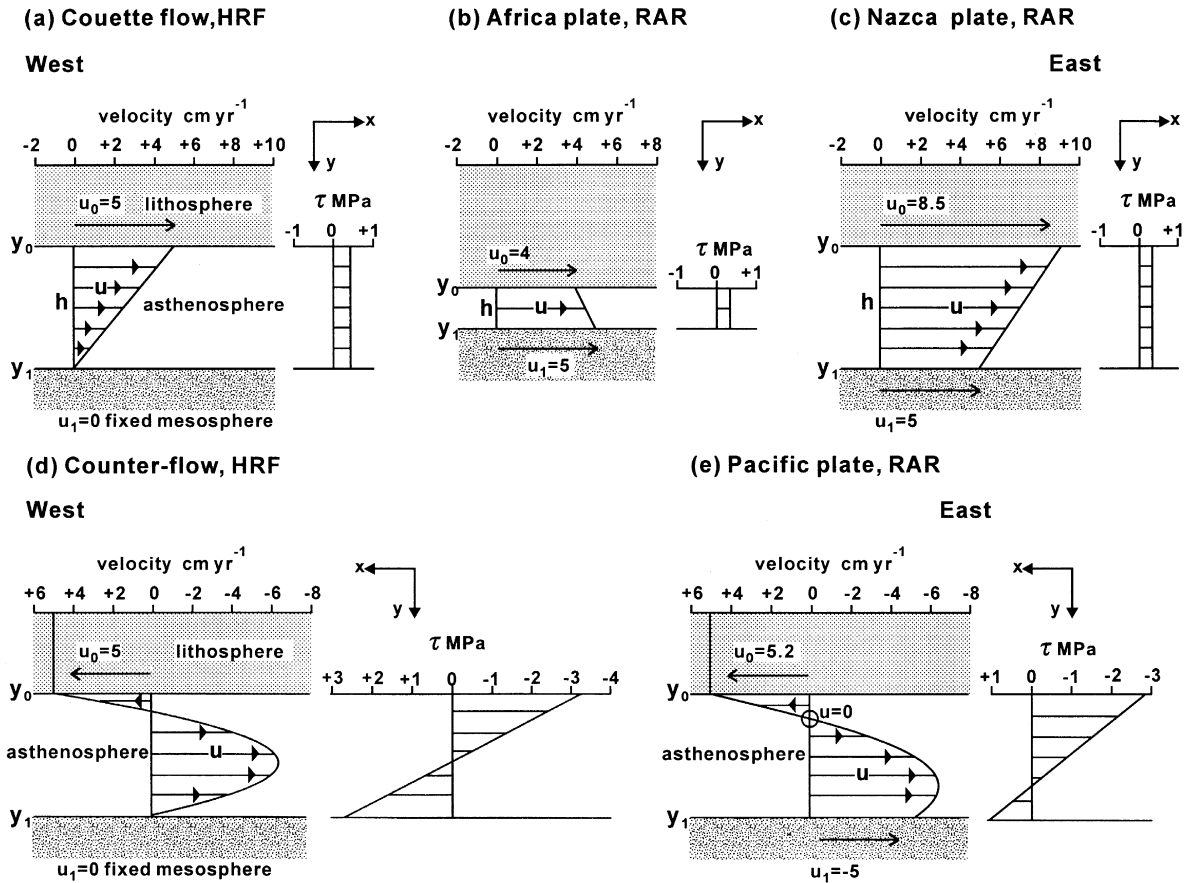 (a) Couette flow,HRF
West
velocity cm yr-1
-2 0 +2 +4 +6 +8 +10
x
y
u0=5 lithosphere
τ MPa
-1 0 +1
y0
h
u
asthenosphere
y1
u1=0 fixed mesosphere
(b) Africa plate, RAR
velocity cm yr-1
-2 0 +2 +4 +6 +8
x
y
u0=4
τ MPa
-1 0 +1
y0
h
u
y1
u1=5
(c) Nazca plate, RAR
East
velocity cm yr-1
-2 0 +2 +4 +6 +8 +10
x
y
u0=8.5
τ MPa
-1 0 +1
y0
h
u
y1
u1=5
(d) Counter-flow, HRF
West
velocity cm yr-1
+6 +4 +2 0 -2 -4 -6 -8
x
y
u0=5 lithosphere
τ MPa
+3 +2 +1 0 -1 -2 -3 -4
y0
asthenosphere
u
y1
u1=0 fixed mesosphere
(e) Pacific plate, RAR
East
velocity cm yr-1
+6 +4 +2 0 -2 -4 -6 -8
x
y
u0=5.2
τ MPa
+1 0 -1 -2 -3
y0
u=0
asthenosphere
u
y1
u1=-5